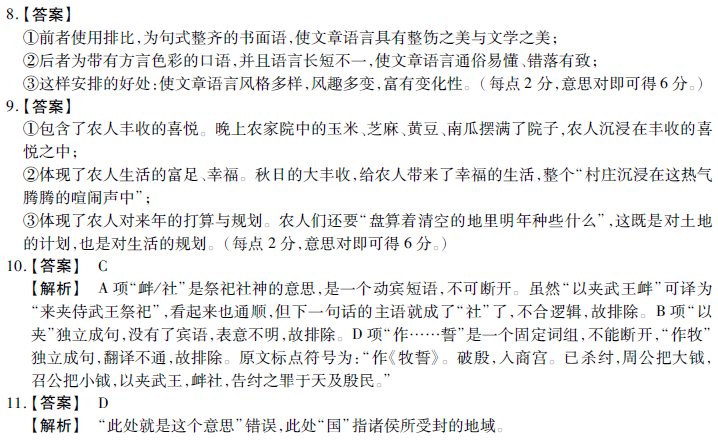 8.【答案】
①前者使用排比,为句式整齐的书面语,使文章语言具有整饬之美与文学之美;
②后者为带有方言色彩的口语,并且语言长短不一,使文章语言通俗易懂、错落有致;
③这样安排的好处:使文章语言风格多样,风趣多变,富有变化性。(每点2分,意思对即可得6分。)
9.【答案】
①包含了农人丰收的喜悦。晚上农家院中的玉米、芝麻、黄豆、南瓜摆满了院子,农人沉浸在丰收的喜
悦之中;
②体现了农人生活的富足、幸福。秋日的大丰收,给农人带来了幸福的生活,整个“村庄沉浸在这热气
腾腾的喧闹声中”;
③体现了农人对来年的打算与规划。农人们还要“盘算着清空的地里明年种些什么”,这既是对土地
的计划,也是对生活的规划。(每点2分,意思对即可得6分。)
10.【答案】 C
【解析】 A项“衅/社”是祭祀社神的意思,是一个动宾短语,不可断开。虽然“以夹武王衅”可译为
“来夹侍武王祭祀”,看起来也通顺,但下一句话的主语就成了“社”了,不合逻辑,故排除。B项“以
夹”独立成句,没有了宾语,表意不明,故排除。D项“作……誓”是一个固定词组,不能断开,“作牧”
独立成句,翻译不通,故排除。原文标点符号为:“作《牧誓》。破殷,入商宫。已杀纣,周公把大钺,
召公把小钺,以夹武王,衅社,告纣之罪于天及殷民。”
11.【答案】 D
【解析】 “此处就是这个意思”错误,此处“国”指诸侯所受封的地域。